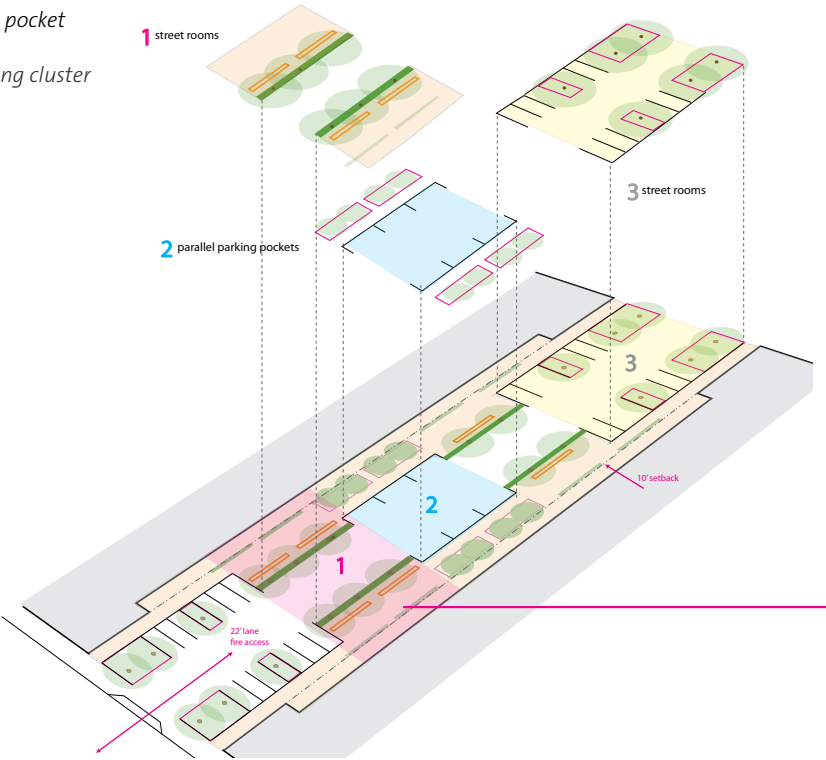 pocket
ng cluster
1 street rooms
3 street rooms
2 parallel parking pockets
3
10' setback
2
1
22' lane
fire access